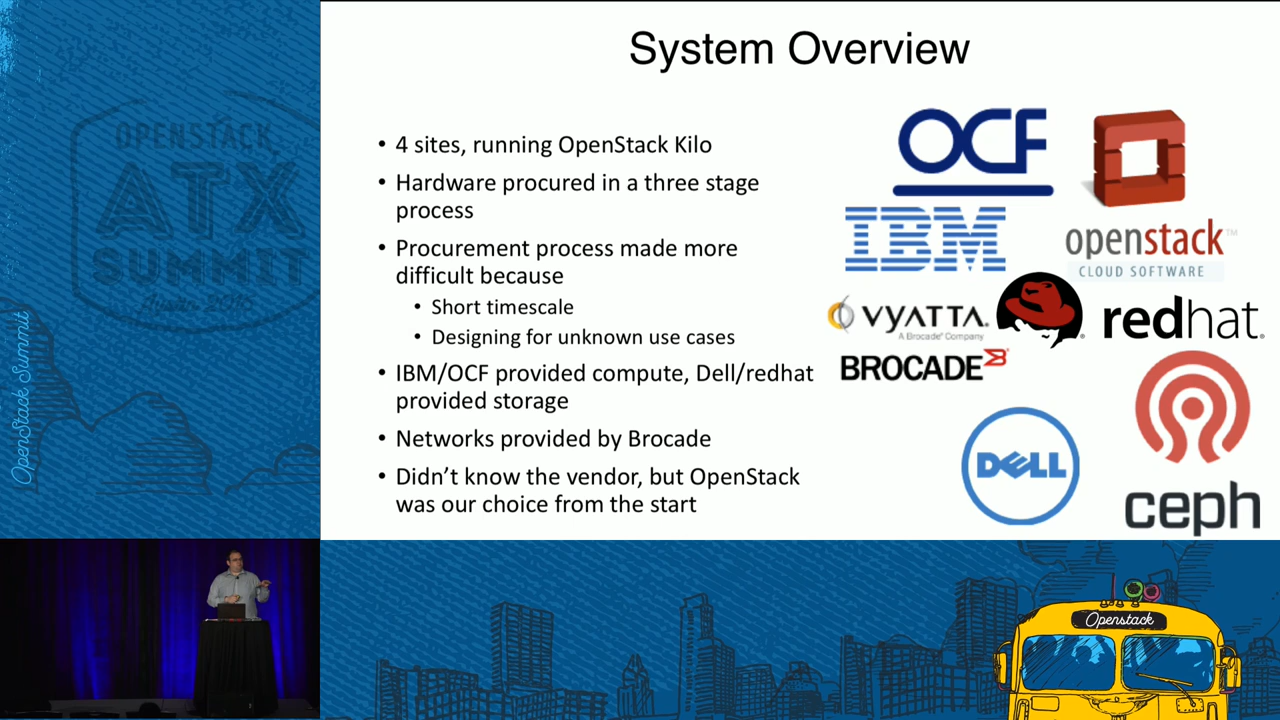 System Overview
• 4 sites, running OpenStack Kilo
• Hardware procured in a three stage
process
• Procurement process made more
difficult because
• Short timescale
• Designing for unknown use cases
• IBM/OCF provided compute, Dell/redhat
provided storage
• Networks provided by Brocade
• Didn’t know the vendor, but OpenStack
was our choice from the start
OCF
IBM
openstack™
CLOUD SOFTWARE
VYATTA.
A Brocade Company
redhat.
BROCADE
DELL
ceph
OPENSTACK
ATX
SUMMIT
OpenStack Summit
Openstack